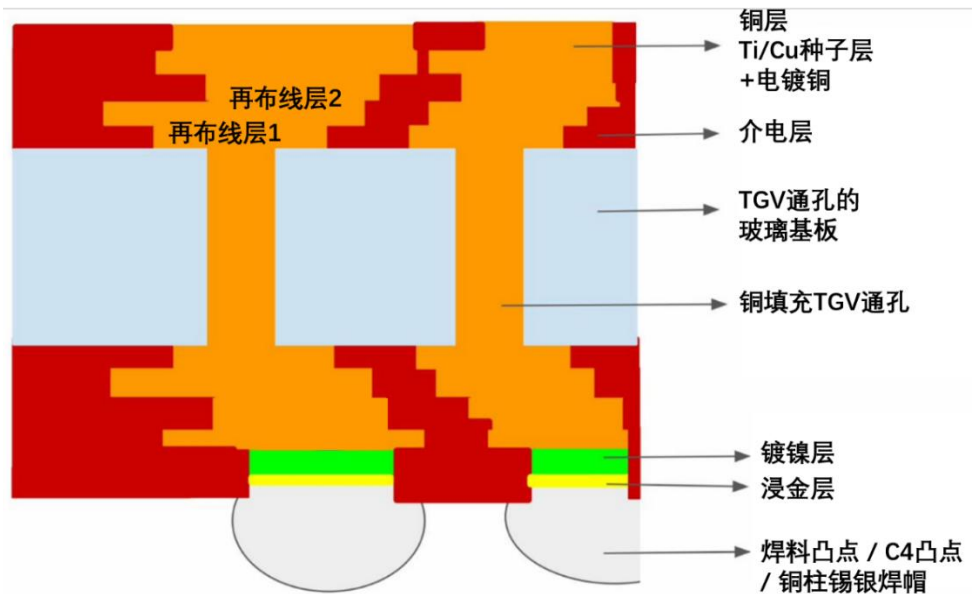 铜层
Ti/Cu种子层
+电镀铜
再布线层2
再布线层1
介电层
TGV通孔的
玻璃基板
铜填充TGV通孔
镀镍层
浸金层
焊料凸点 / C4凸点
/ 铜柱锡银焊帽